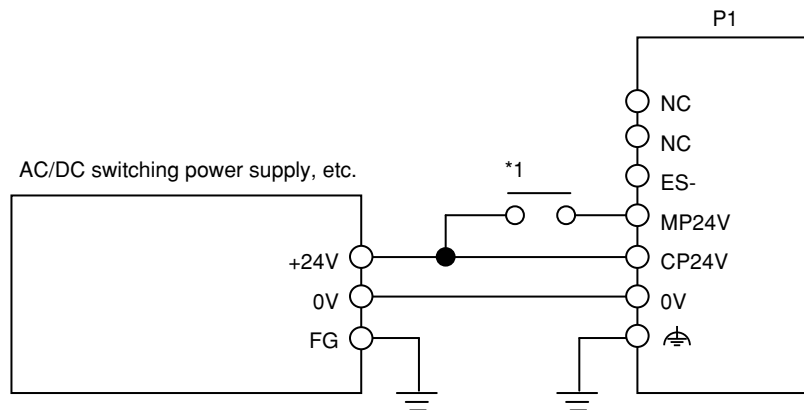 P1
NC
NC
AC/DC switching power supply, etc.
*1
ES-
MP24V
+24V
CP24V
0V
0V
FG